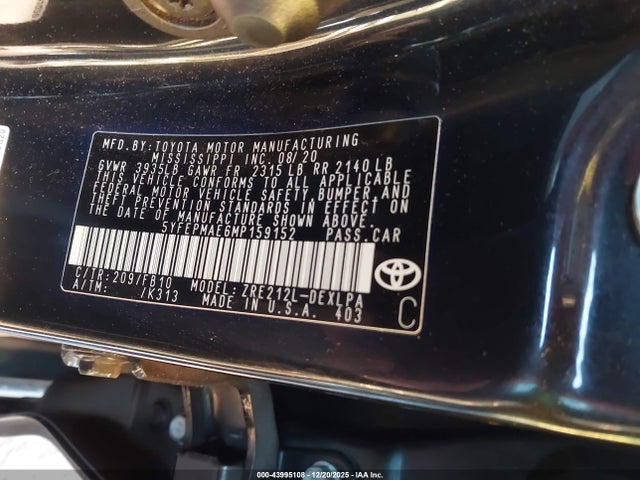 MFD.BY:TOYOTA MOTOR MANUFACTURING
MISSISSIPPI INC. 08/20
GVWR 3935LB GAWR FR 2315 LB RR 2140 LB
THIS VEHICLE CONFORMS TO ALL APPLICABLE
FEDERAL MOTOR VEHICLE SAFETY, BUMPER, AND
THEFT PREVENTION STANDARDS IN EFFECT ON
THE DATE OF MANUFACTURE SHOWN ABOVE.
5YFEPMAE6MP159152 PASS.CAR
C/TR:209/FB10 MODEL: ZRE212L-DEXLPA
A/TM: /K313 MADE IN U.S.A. 403
C
000-43995108 - 12/20/2025 - IAA Inc.